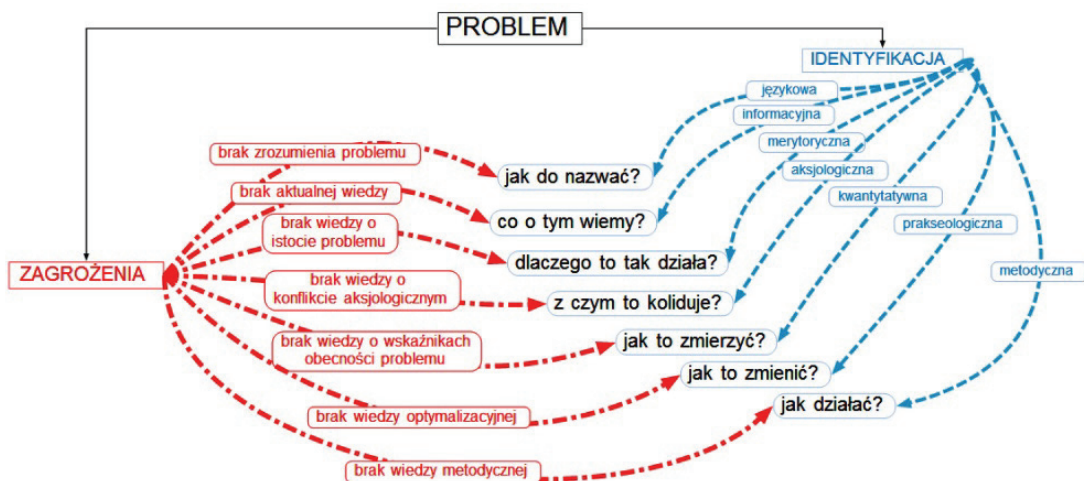 PROBLEM
IDENTYFIKACJA
językowa
informacyjna
merytoryczna
aksjologiczna
kwantytatywna
prakseologiczna
metodyczna
ZAGROŻENIA
brak zrozumienia problemu
brak aktualnej wiedzy
brak wiedzy o
istocie problemu
brak wiedzy o
konflikcie aksjologicznym
brak wiedzy o wskaźnikach
obecności problemu
brak wiedzy optymalizacyjnej
brak wiedzy metodycznej
jak do nazwać?
co o tym wiemy?
dlaczego to tak działa?
z czym to koliduje?
jak to zmierzyć?
jak to zmienić?
jak działać?